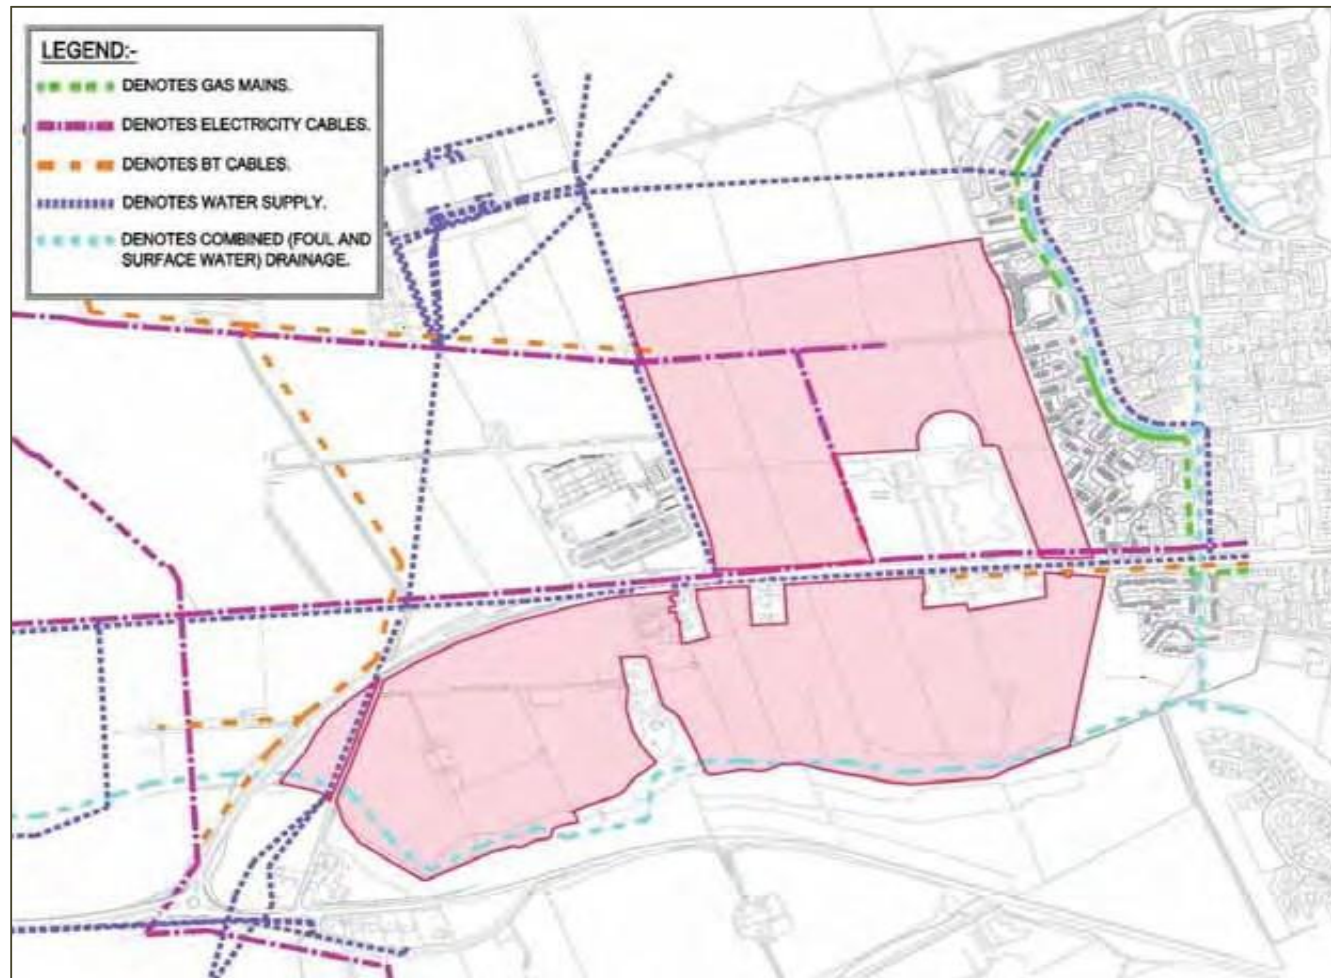 LEGEND:-
DENOTES GAS MAINS.
DENOTES ELECTRICITY CABLES.
DENOTES BT CABLES.
DENOTES WATER SUPPLY.
DENOTES COMBINED (FOUL AND
SURFACE WATER) DRAINAGE.